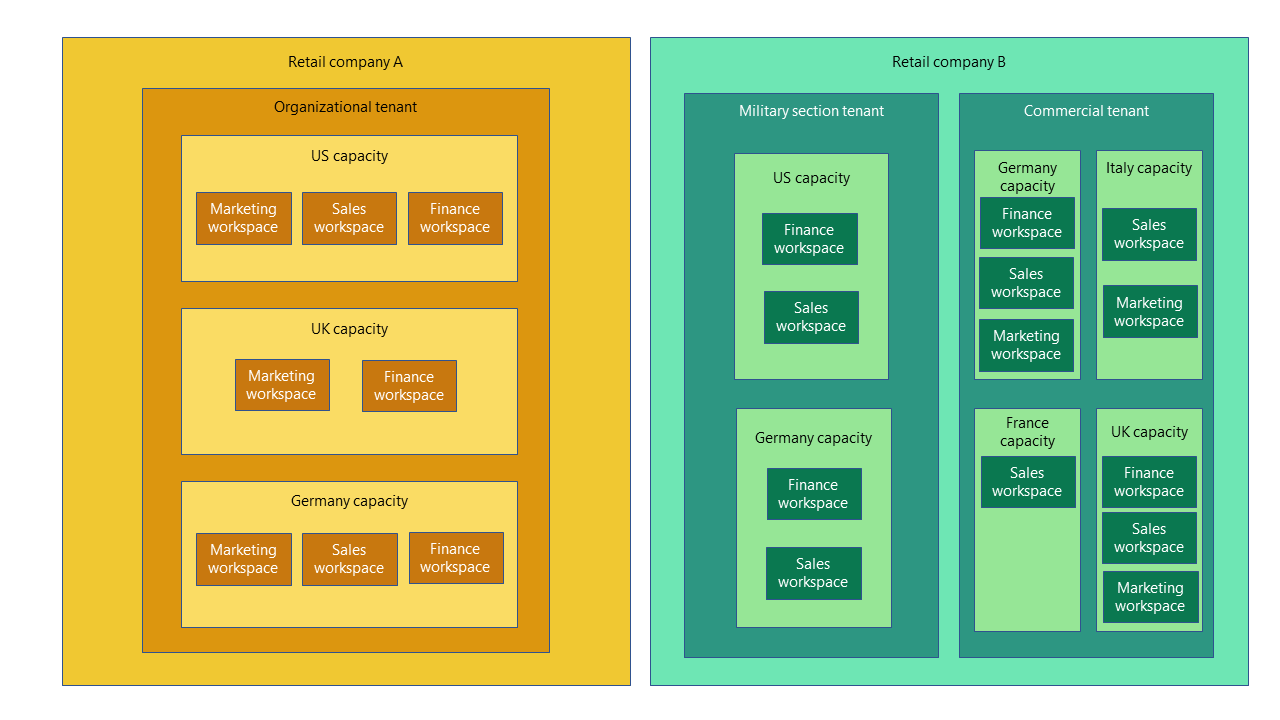 Retail company A
Organizational tenant
US capacity
Marketing
workspace
Sales
workspace
Finance
workspace
UK capacity
Marketing
workspace
Finance
workspace
Germany capacity
Marketing
workspace
Sales
workspace
Finance
workspace
Retail company B
Military section tenant
US capacity
Finance
workspace
Sales
workspace
Germany capacity
Finance
workspace
Sales
workspace
Commercial tenant
Germany
capacity
Finance
workspace
Sales
workspace
Marketing
workspace
Italy capacity
Sales
workspace
Marketing
workspace
France
capacity
Sales
workspace
UK capacity
Finance
workspace
Sales
workspace
Marketing
workspace